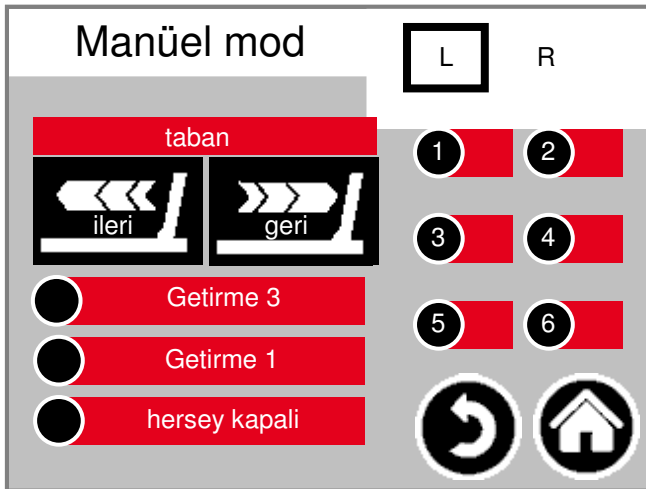 Manüel mod
L R
taban
ileri geri
1 2
3 4
5 6
Getirme 3
Getirme 1
hersey kapali